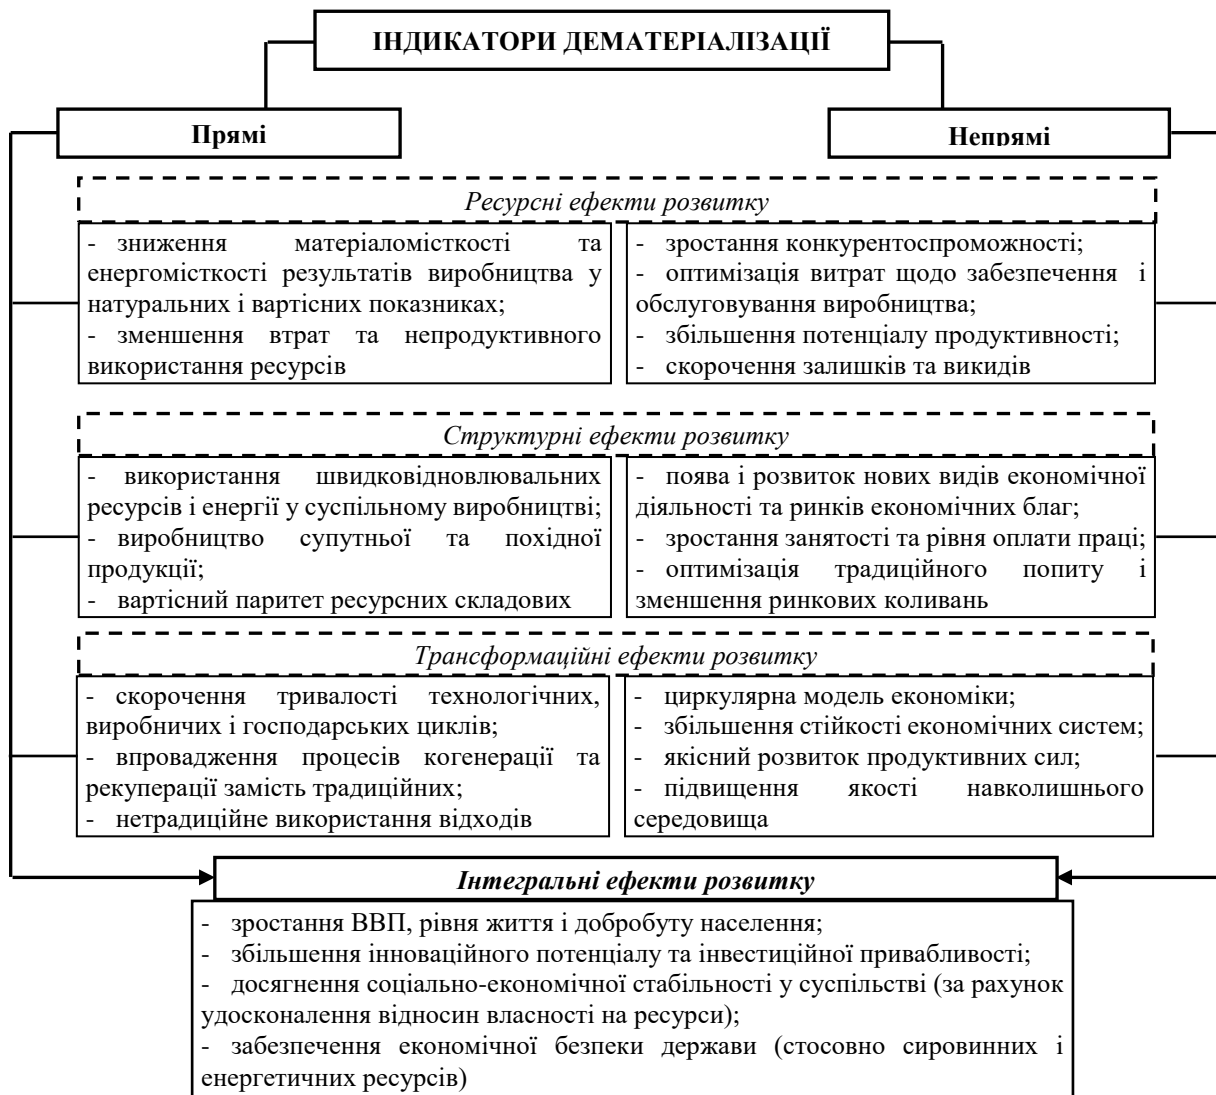 ІНДИКАТОРИ ДЕМАТЕРІАЛІЗАЦІЇ
Прямі
Непрямі
Ресурсні ефекти розвитку
- зниження матеріаломісткості та
енергомісткості результатів виробництва у
натуральних і вартісних показниках;
- зменшення втрат та непродуктивного
використання ресурсів
- зростання конкурентоспроможності;
- оптимізація витрат щодо забезпечення і
обслуговування виробництва;
- збільшення потенціалу продуктивності;
- скорочення залишків та викидів
Структурні ефекти розвитку
- використання швидковідновлювальних
ресурсів і енергії у суспільному виробництві;
- виробництво супутньої та похідної
продукції;
- вартісний паритет ресурсних складових
- поява і розвиток нових видів економічної
діяльності та ринків економічних благ;
- зростання занятості та рівня оплати праці;
- оптимізація традиційного попиту і
зменшення ринкових коливань
Трансформаційні ефекти розвитку
- скорочення тривалості технологічних,
виробничих і господарських циклів;
- впровадження процесів когенерації та
рекуперації замість традиційних;
- нетрадиційне використання відходів
- циркулярна модель економіки;
- збільшення стійкості економічних систем;
- якісний розвиток продуктивних сил;
- підвищення якості навколишнього
середовища
Інтегральні ефекти розвитку
- зростання ВВП, рівня життя і добробуту населення;
- збільшення інноваційного потенціалу та інвестиційної привабливості;
- досягнення соціально-економічної стабільності у суспільстві (за рахунок
удосконалення відносин власності на ресурси);
- забезпечення економічної безпеки держави (стосовно сировинних і
енергетичних ресурсів)